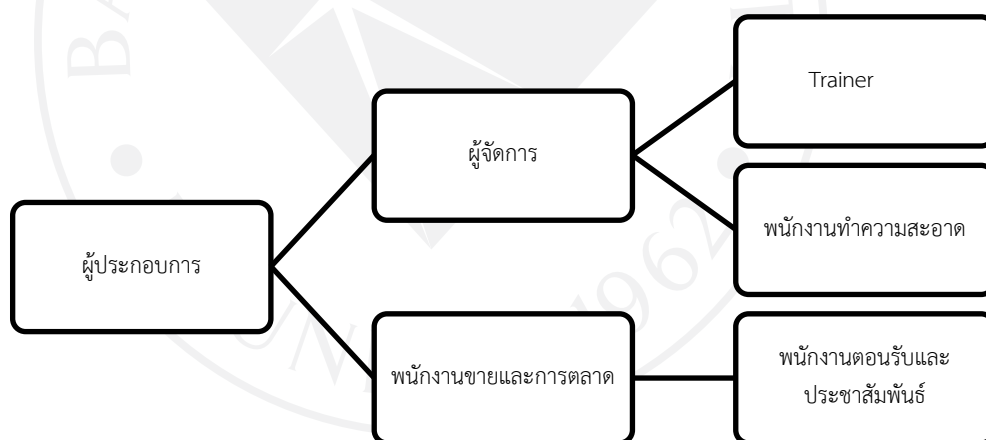 Trainer
ผู้จัดการ
พนักงานทำความสะอาด
ผู้ประกอบการ
พนักงานขายและการตลาด
พนักงานตอนรับและ
ประชาสัมพันธ์
1962